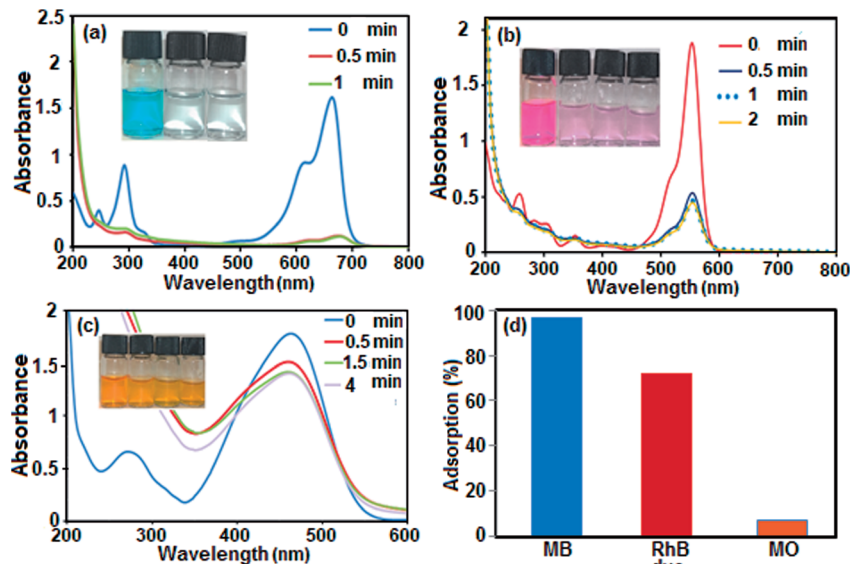 (a)
0 min
0.5 min
1 min
Absorbance
2.5
2
1.5
1
0.5
0
200 300 400 500 600 700 800
Wavelength (nm)
(b)
0. min
0.5 min
1 min
2 min
Absorbance
2
1.5
1
0.5
0
200 300 400 500 600 700 800
Wavelength (nm)
(c)
0 min
0.5 min
1.5 min
4 min
Absorbance
2
1.5
1
0.5
0
200 300 400 500 600
Wavelength (nm)
(d)
Adsorption (%)
100
80
60
40
20
0
MB RhB MO